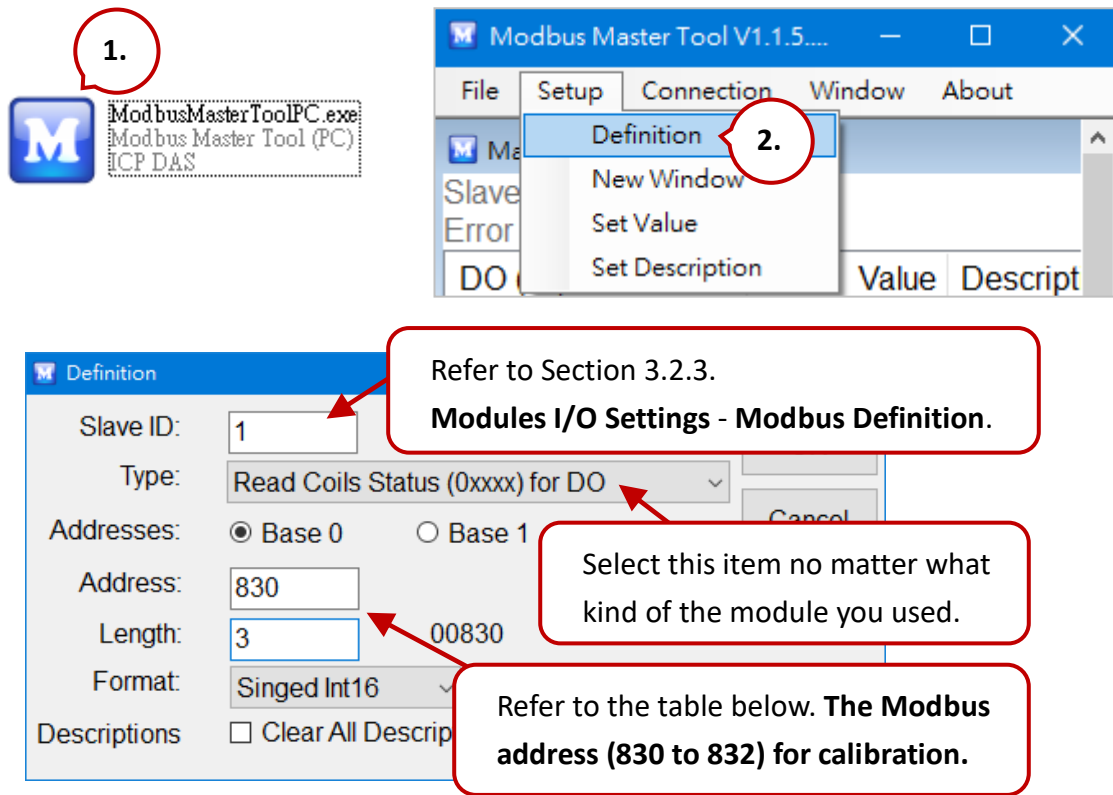 1.
M
ModbusMasterToolPC.exe
Modbus Master Tool (PC)
ICP DAS
Modbus Master Tool V1.1.5....
File Setup Connection Window About
Definition
2.
New Window
Set Value
Set Description
Ma
Slave
Error
DO ( Value Descript
Definition
Refer to Section 3.2.3.
Modules I/O Settings - Modbus Definition.
Slave ID: 1
Type: Read Coils Status (0xxxx) for DO
Cancel
Addresses: Base 0 Base 1
Select this item no matter what
kind of the module you used.
Address: 830
Length: 3 00830
Format: Singed Int16
Refer to the table below. The Modbus
address (830 to 832) for calibration.
Descriptions Clear All Descrip